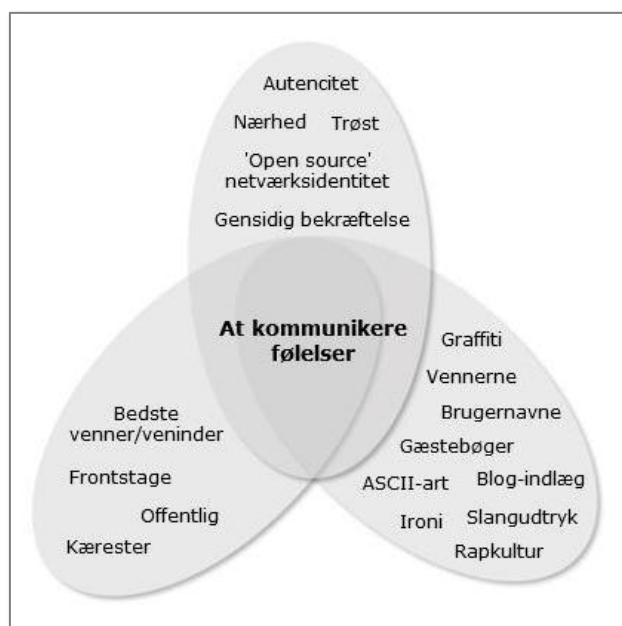 Autencitet
Nærhed Trøst
'Open source'
netværksidentitet
Gensidig bekræftelse
At kommunikere
følelser
Bedste
venner/veninder
Frontstage
Offentlig
Kærester
Graffiti
Vennerne
Brugernavne
Gæstebøger
ASCII-art Blog-indlæg
Ironi Slangudtryk
Rapkultur